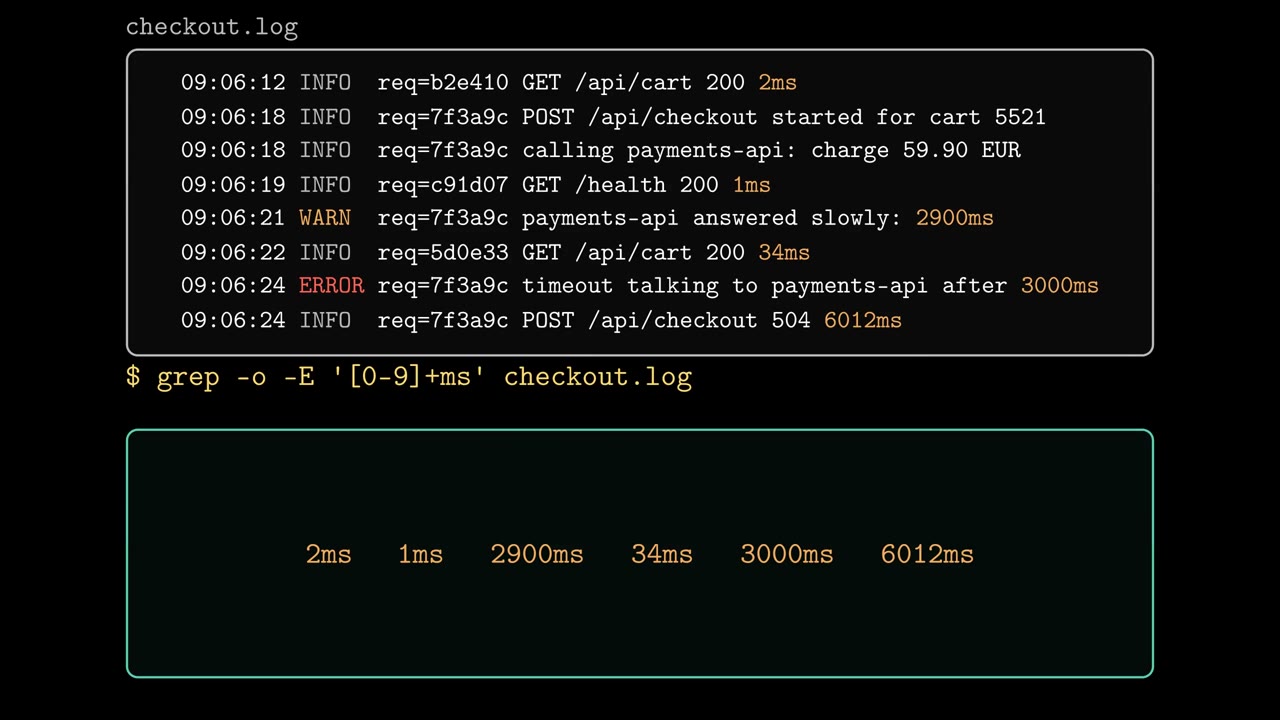 checkout.log
09:06:12 INFO  req=b2e410 GET /api/cart 200 2ms
09:06:18 INFO  req=7f3a9c POST /api/checkout started for cart 5521
09:06:18 INFO  req=7f3a9c calling payments-api: charge 59.90 EUR
09:06:19 INFO  req=c91d07 GET /health 200 1ms
09:06:21 WARN  req=7f3a9c payments-api answered slowly: 2900ms
09:06:22 INFO  req=5d0e33 GET /api/cart 200 34ms
09:06:24 ERROR req=7f3a9c timeout talking to payments-api after 3000ms
09:06:24 INFO  req=7f3a9c POST /api/checkout 504 6012ms
$ grep -o -E '[0-9]+ms' checkout.log
2ms 1ms 2900ms 34ms 3000ms 6012ms